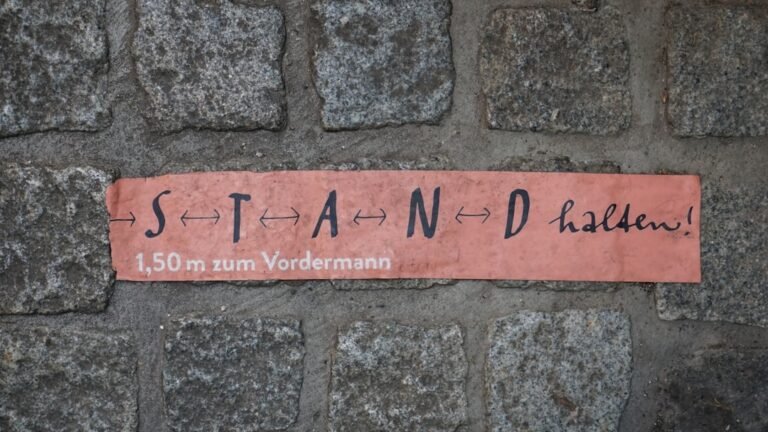 → S ↔ T ↔ A ↔ N ↔ D halten!
1,50 m zum Vordermann